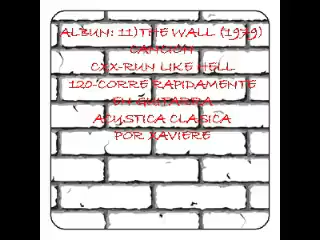 ALBUN: 11)THE WALL (1979)
CANCION
CXX-RUN LIKE HELL
120-CORRE RAPIDAMENTE
EN GUITARRA
ACUSTICA CLASICA
POR XAVIERE